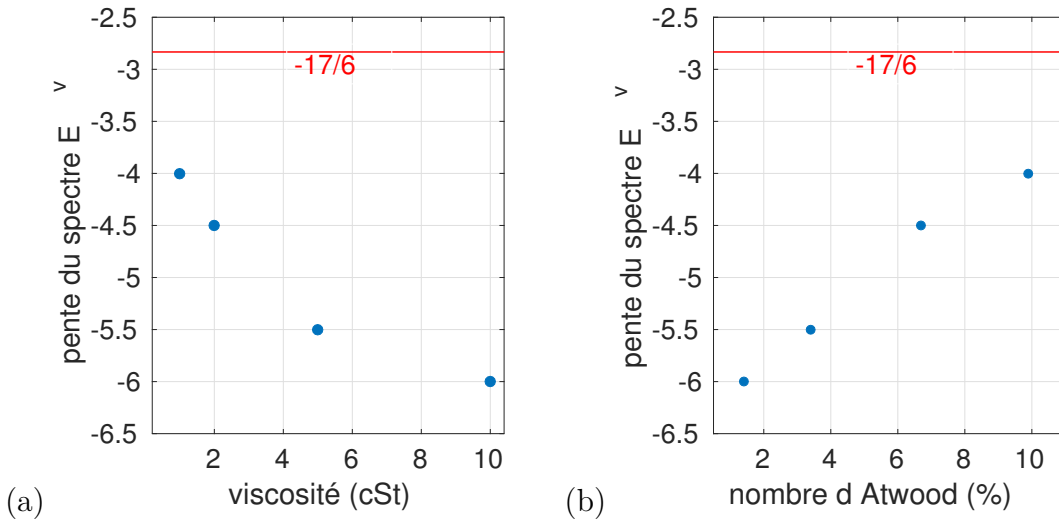 -2.5
-3
-3.5
-4
-4.5
-5
-5.5
-6
-6.5
pente du spectre E v
-17/6
2 4 6 8 10
viscosité (cSt)
(a)
-2.5
-3
-3.5
-4
-4.5
-5
-5.5
-6
-6.5
pente du spectre E v
-17/6
2 4 6 8 10
nombre d Atwood (%)
(b)